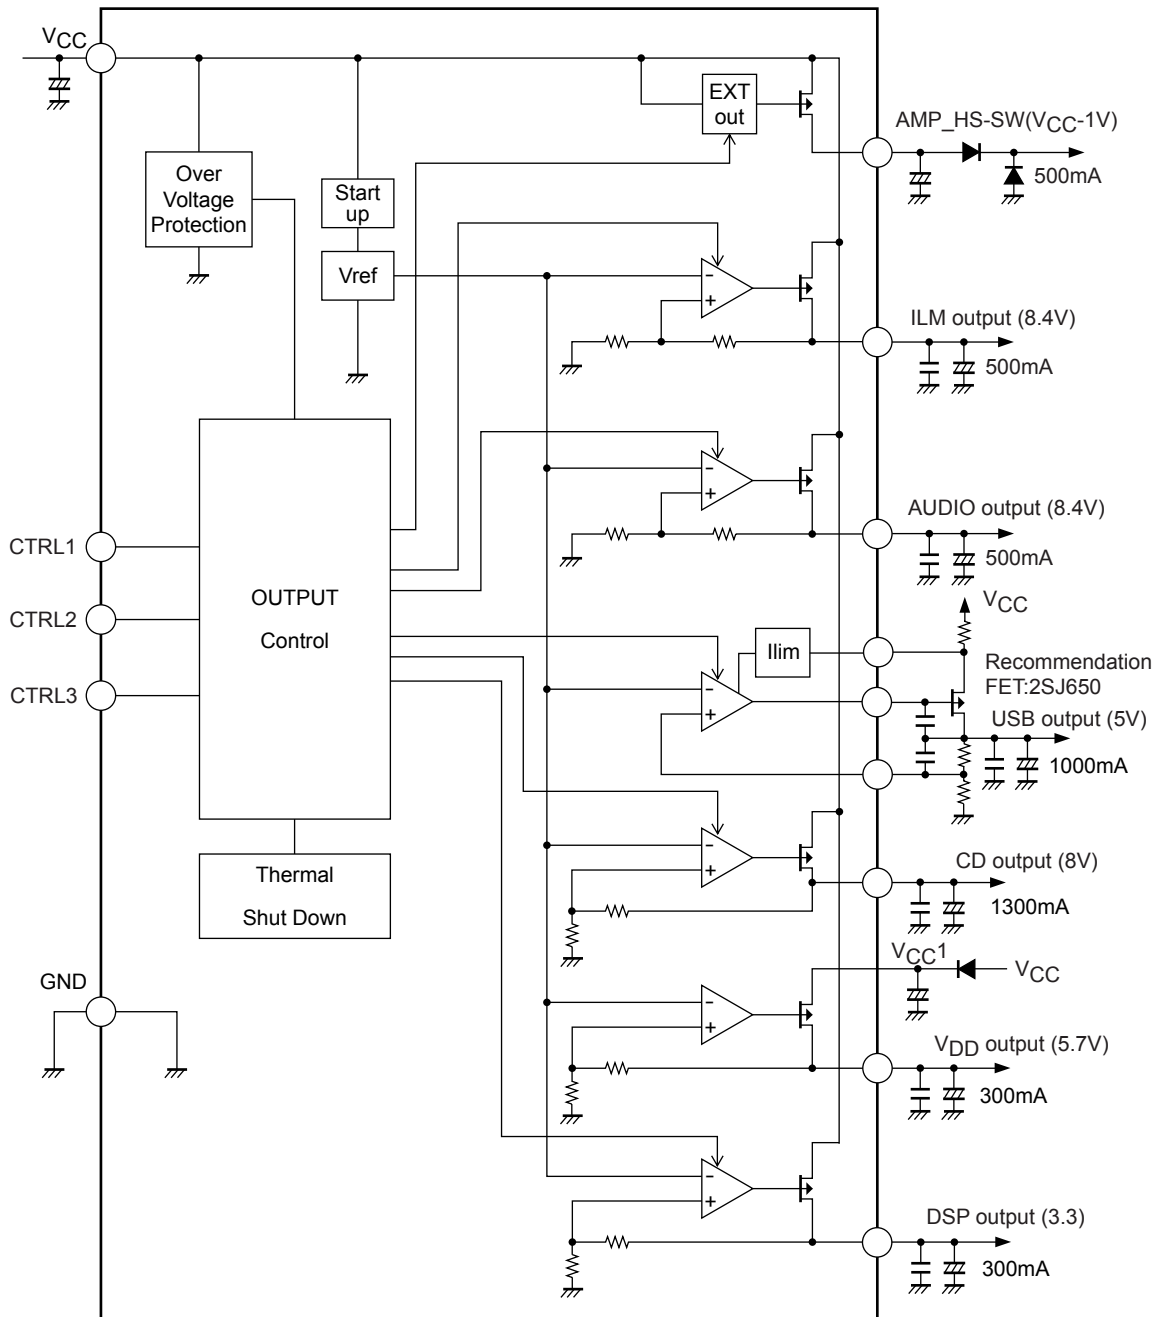 VCC
EXT
out
AMP_HS-SW(VCC-1V)
500mA
Over
Voltage
Protection
Start
up
Vref
ILM output (8.4V)
500mA
AUDIO output (8.4V)
500mA
CTRL1
CTRL2
CTRL3
OUTPUT
Control
VCC
Ilim
Recommendation
FET:2SJ650
USB output (5V)
1000mA
Thermal
Shut Down
CD output (8V)
1300mA
VCC1
VCC
GND
VDD output (5.7V)
300mA
DSP output (3.3)
300mA